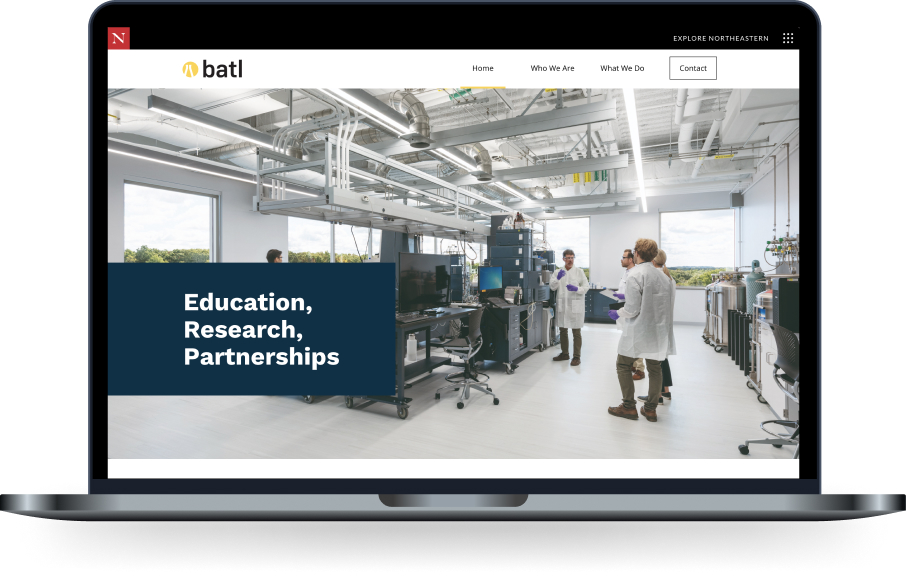 N
EXPLORE NORTHEASTERN
batl
Home
Who We Are
What We Do
Contact
Education,
Research,
Partnerships